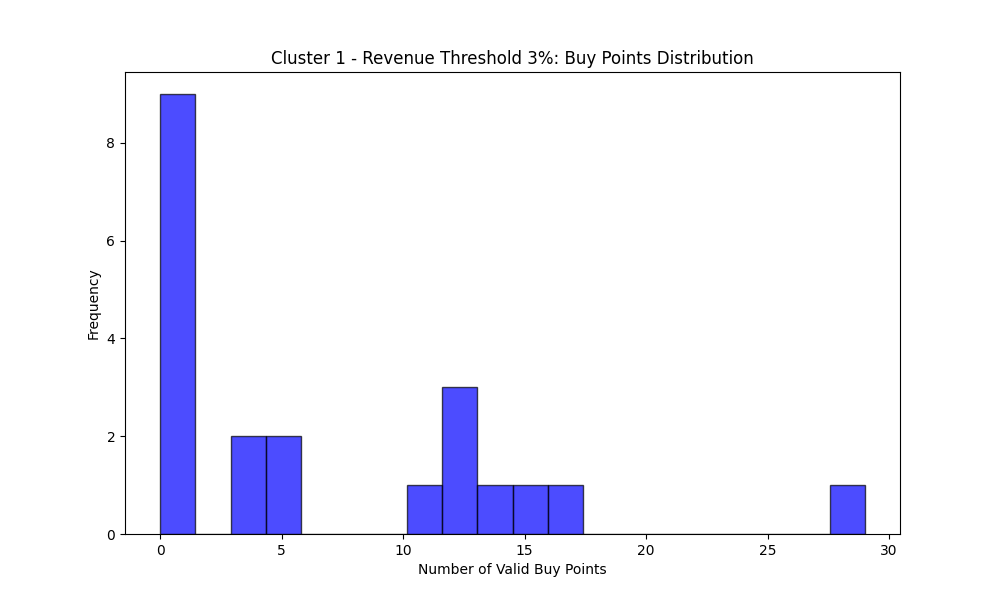 Cluster 1 - Revenue Threshold 3%: Buy Points Distribution
Frequency
8
6
4
2
0
0 5 10 15 20 25 30
Number of Valid Buy Points